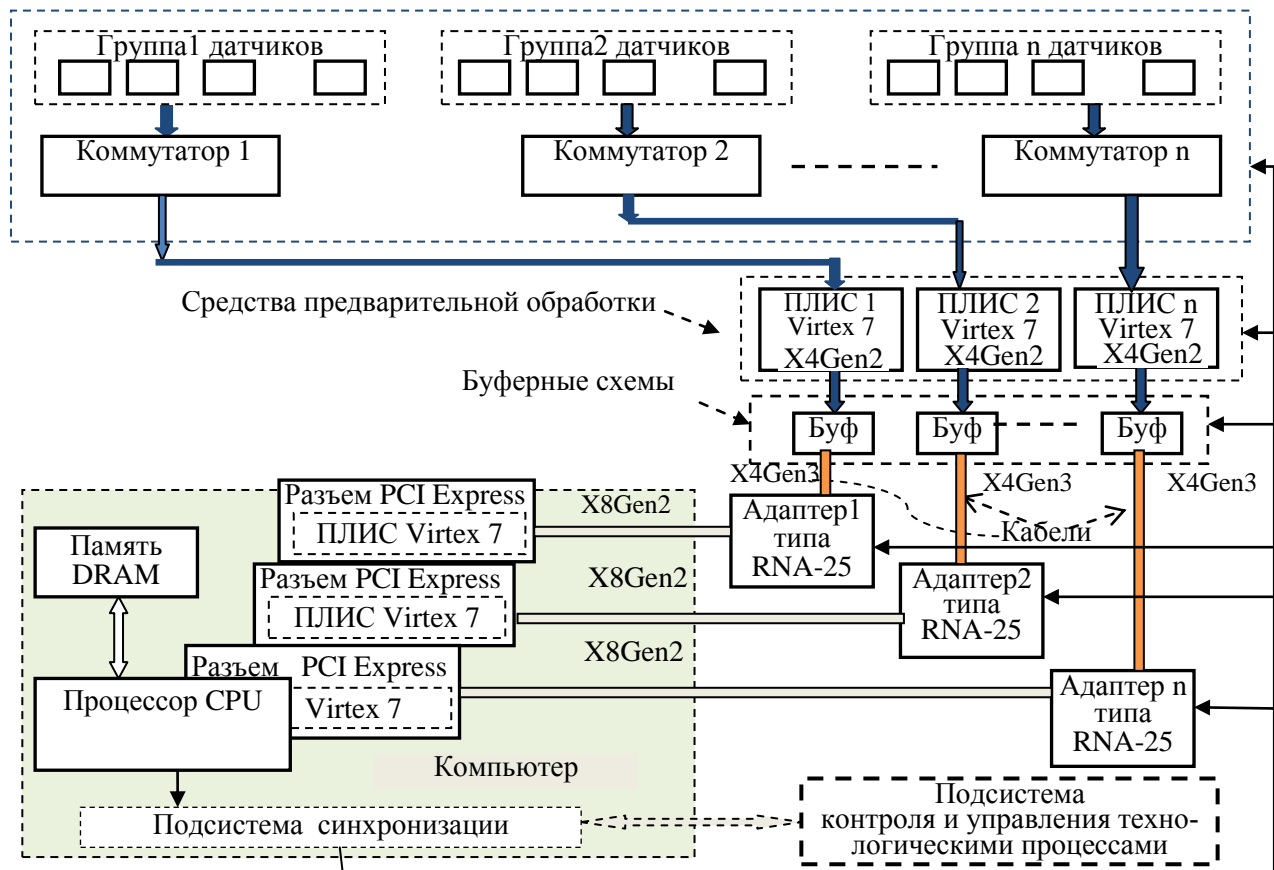 Группа1 датчиков
Группа2 датчиков
Группа n датчиков
Коммутатор 1
Коммутатор 2
Коммутатор n
Средства предварительной обработки
ПЛИС 1
Virtex 7
X4Gen2
ПЛИС 2
Virtex 7
X4Gen2
ПЛИС n
Virtex 7
X4Gen2
Буферные схемы
Буф
Буф
Буф
X4Gen3
X4Gen3
X4Gen3
Разъем PCI Express
ПЛИС Virtex 7
X8Gen2
Адаптер1
типа
RNA-25
Кабели
Память
DRAM
Разъем PCI Express
ПЛИС Virtex 7
X8Gen2
Адаптер2
типа
RNA-25
Разъем PCI Express
Virtex 7
X8Gen2
Адаптер n
типа
RNA-25
Процессор CPU
Компьютер
Подсистема синхронизации
Подсистема
контроля и управления техно-
логическими процессами